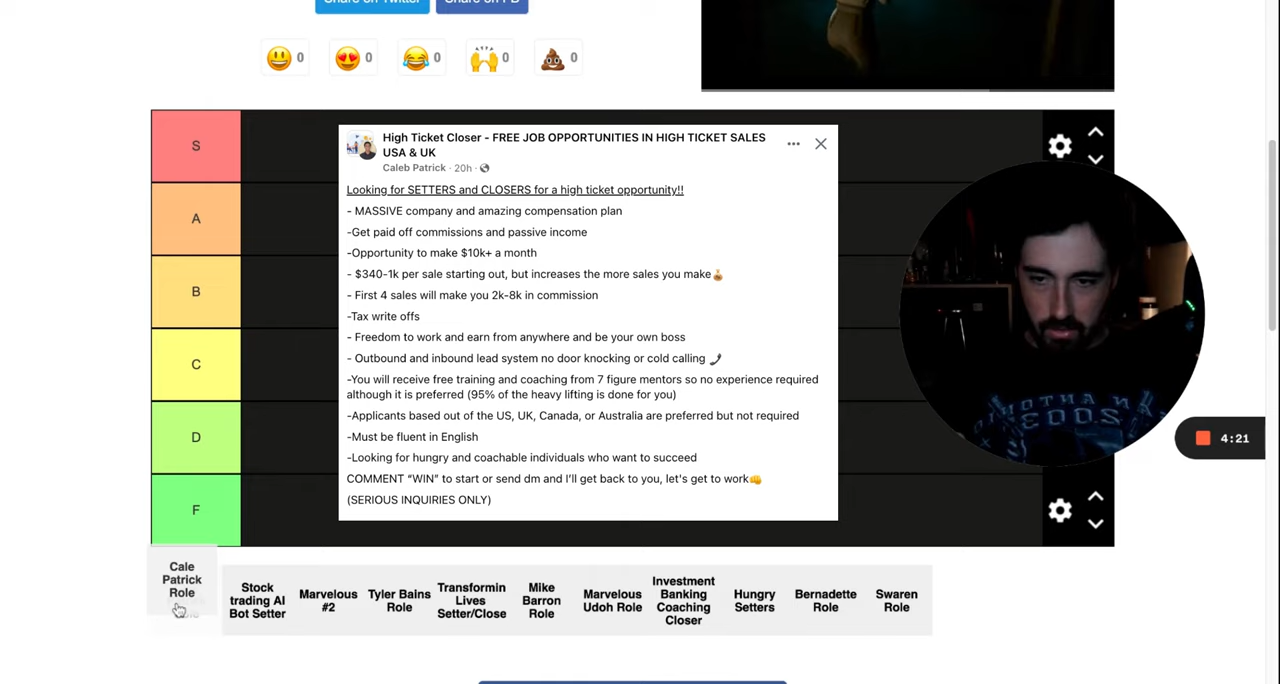 Share on Twitter
Share on FB
0
0
0
0
0
S
A
B
C
D
F
High Ticket Closer - FREE JOB OPPORTUNITIES IN HIGH TICKET SALES
USA & UK
Caleb Patrick · 20h ·
Looking for SETTERS and CLOSERS for a high ticket opportunity!!
- MASSIVE company and amazing compensation plan
-Get paid off commissions and passive income
-Opportunity to make $10k+ a month
- $340-1k per sale starting out, but increases the more sales you make
- First 4 sales will make you 2k-8k in commission
-Tax write offs
- Freedom to work and earn from anywhere and be your own boss
- Outbound and inbound lead system no door knocking or cold calling
-You will receive free training and coaching from 7 figure mentors so no experience required
although it is preferred (95% of the heavy lifting is done for you)
-Applicants based out of the US, UK, Canada, or Australia are preferred but not required
-Must be fluent in English
-Looking for hungry and coachable individuals who want to succeed
COMMENT “WIN” to start or send dm and I’ll get back to you, let's get to work
(SERIOUS INQUIRIES ONLY)
4:21
Cale
Patrick
Role
Stock
trading AI
Bot Setter
Marvelous
#2
Tyler Bains
Role
Transformin
Lives
Setter/Close
Mike
Barron
Role
Marvelous
Udoh Role
Investment
Banking
Coaching
Closer
Hungry
Setters
Bernadette
Role
Swaren
Role